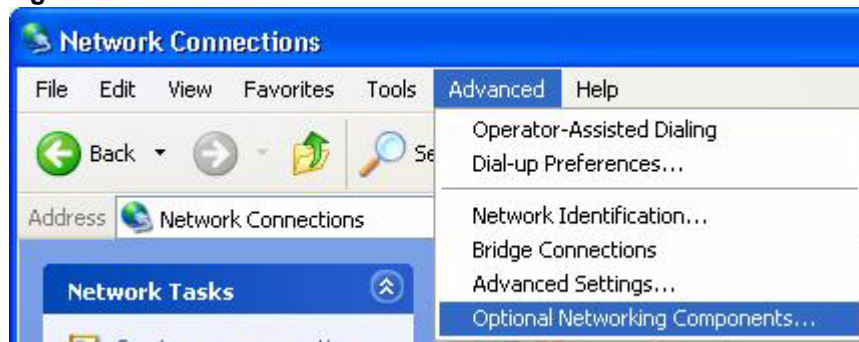 Network Connections
File Edit View Favorites Tools Advanced Help
Back Se
Operator-Assisted Dialing
Dial-up Preferences...
Address Network Connections
Network Identification...
Bridge Connections
Advanced Settings...
Optional Networking Components...
Network Tasks